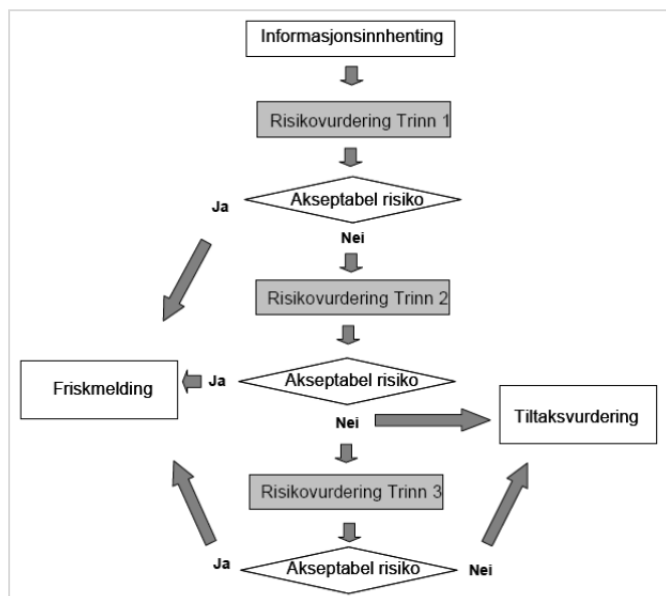 Informasjonsinnhenting
Risikovurdering Trinn 1
Akseptabel risiko
Ja
Nei
Risikovurdering Trinn 2
Akseptabel risiko
Friskmelding
Ja
Nei
Tiltaksvurdering
Risikovurdering Trinn 3
Akseptabel risiko
Ja
Nei